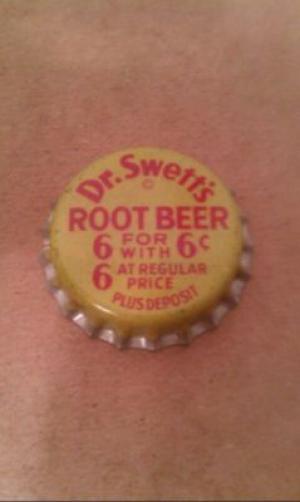 Dr. Swett's
©
ROOT BEER
6 FOR 6¢
WITH
6 AT REGULAR
PRICE
PLUS DEPOSIT